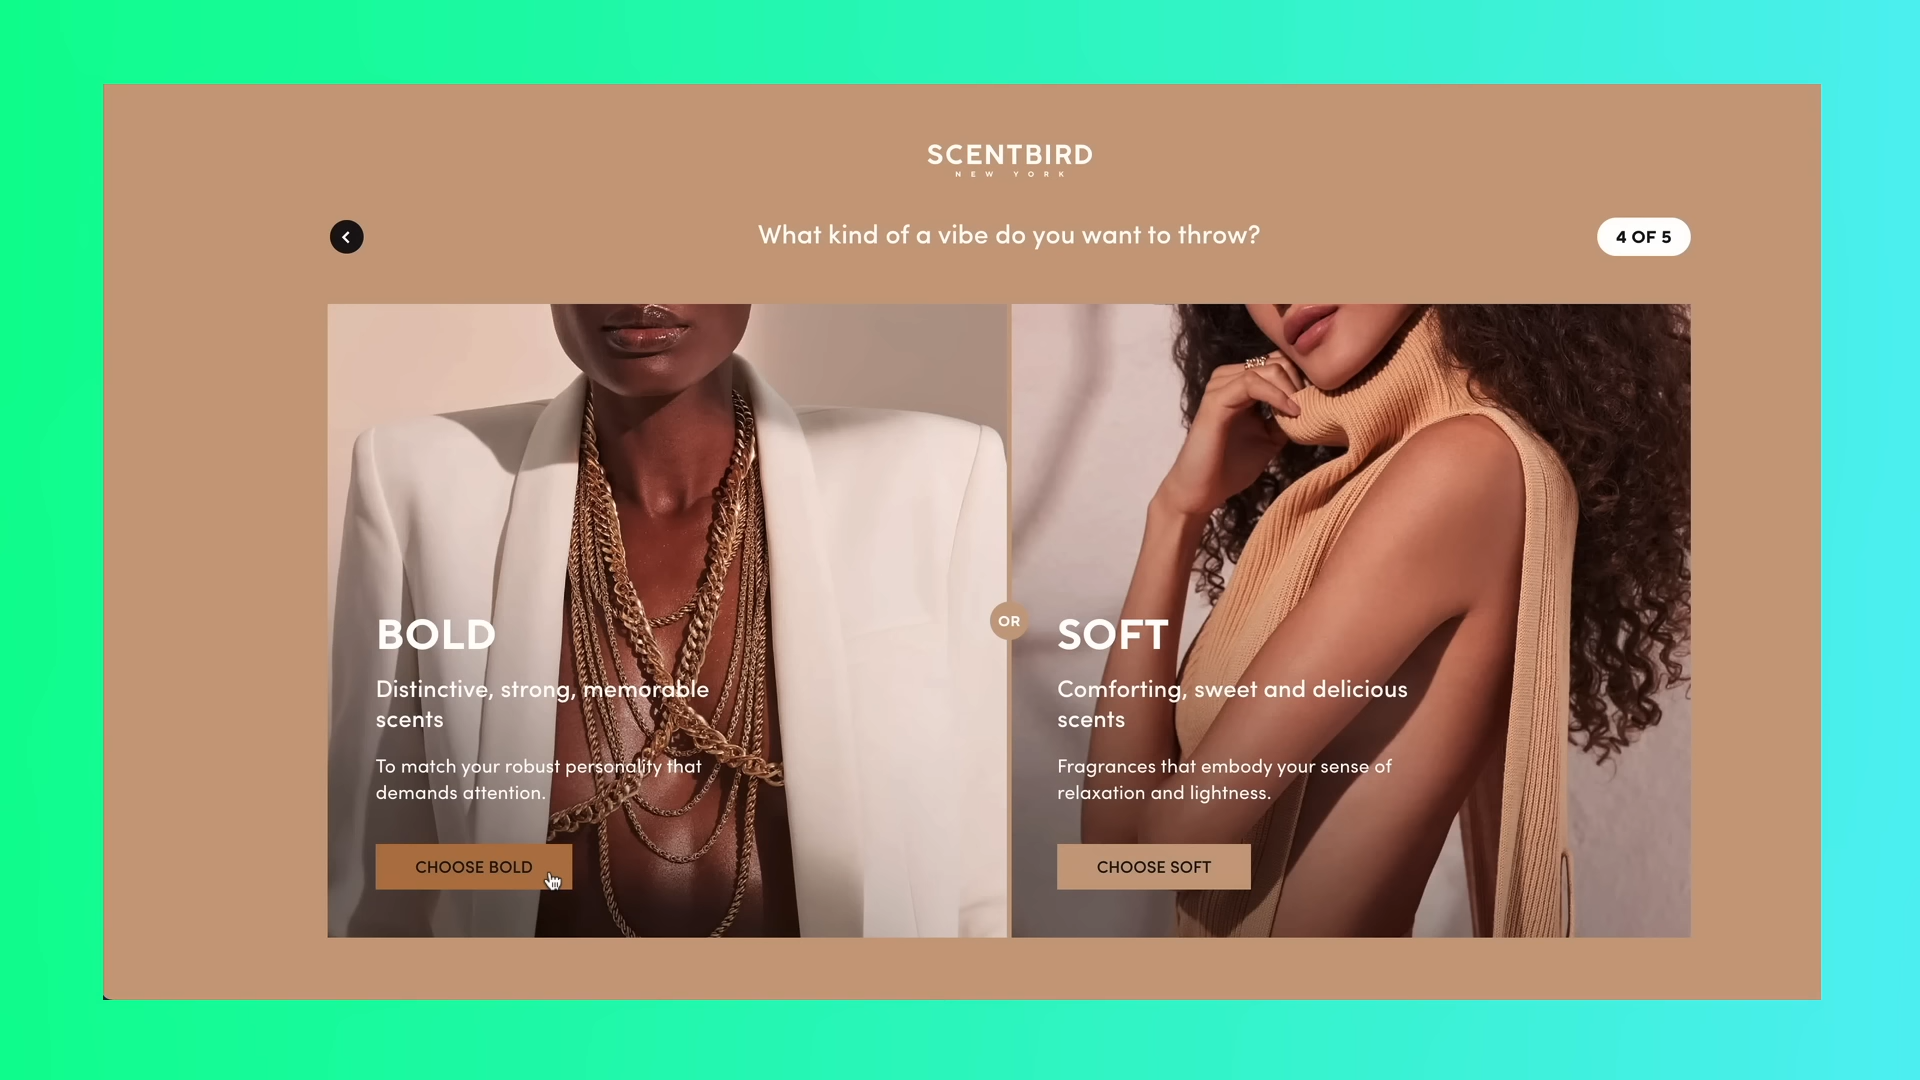 SCENTBIRD
NEW YORK
What kind of a vibe do you want to throw?
4 OF 5
BOLD
Distinctive, strong, memorable
scents
To match your robust personality that
demands attention.
CHOOSE BOLD
OR
SOFT
Comforting, sweet and delicious
scents
Fragrances that embody your sense of
relaxation and lightness.
CHOOSE SOFT